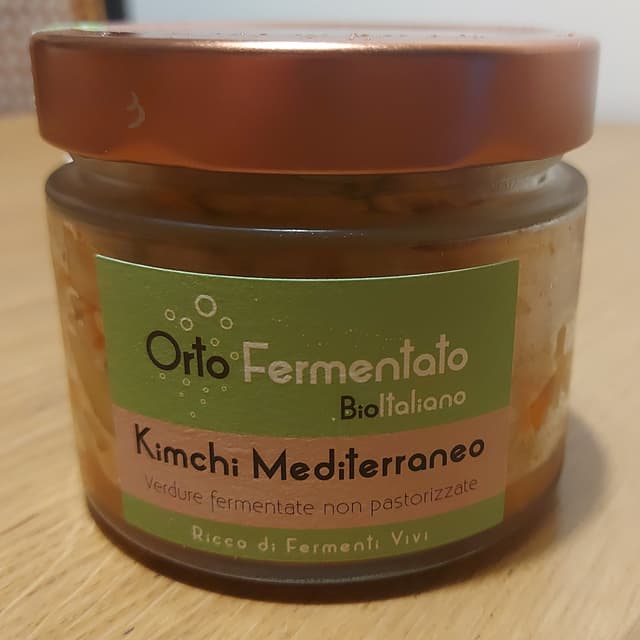 Orto Fermentato
BioItaliano
Kimchi Mediterraneo
Verdure fermentate non pastorizzate
Ricco di Fermenti Vivi